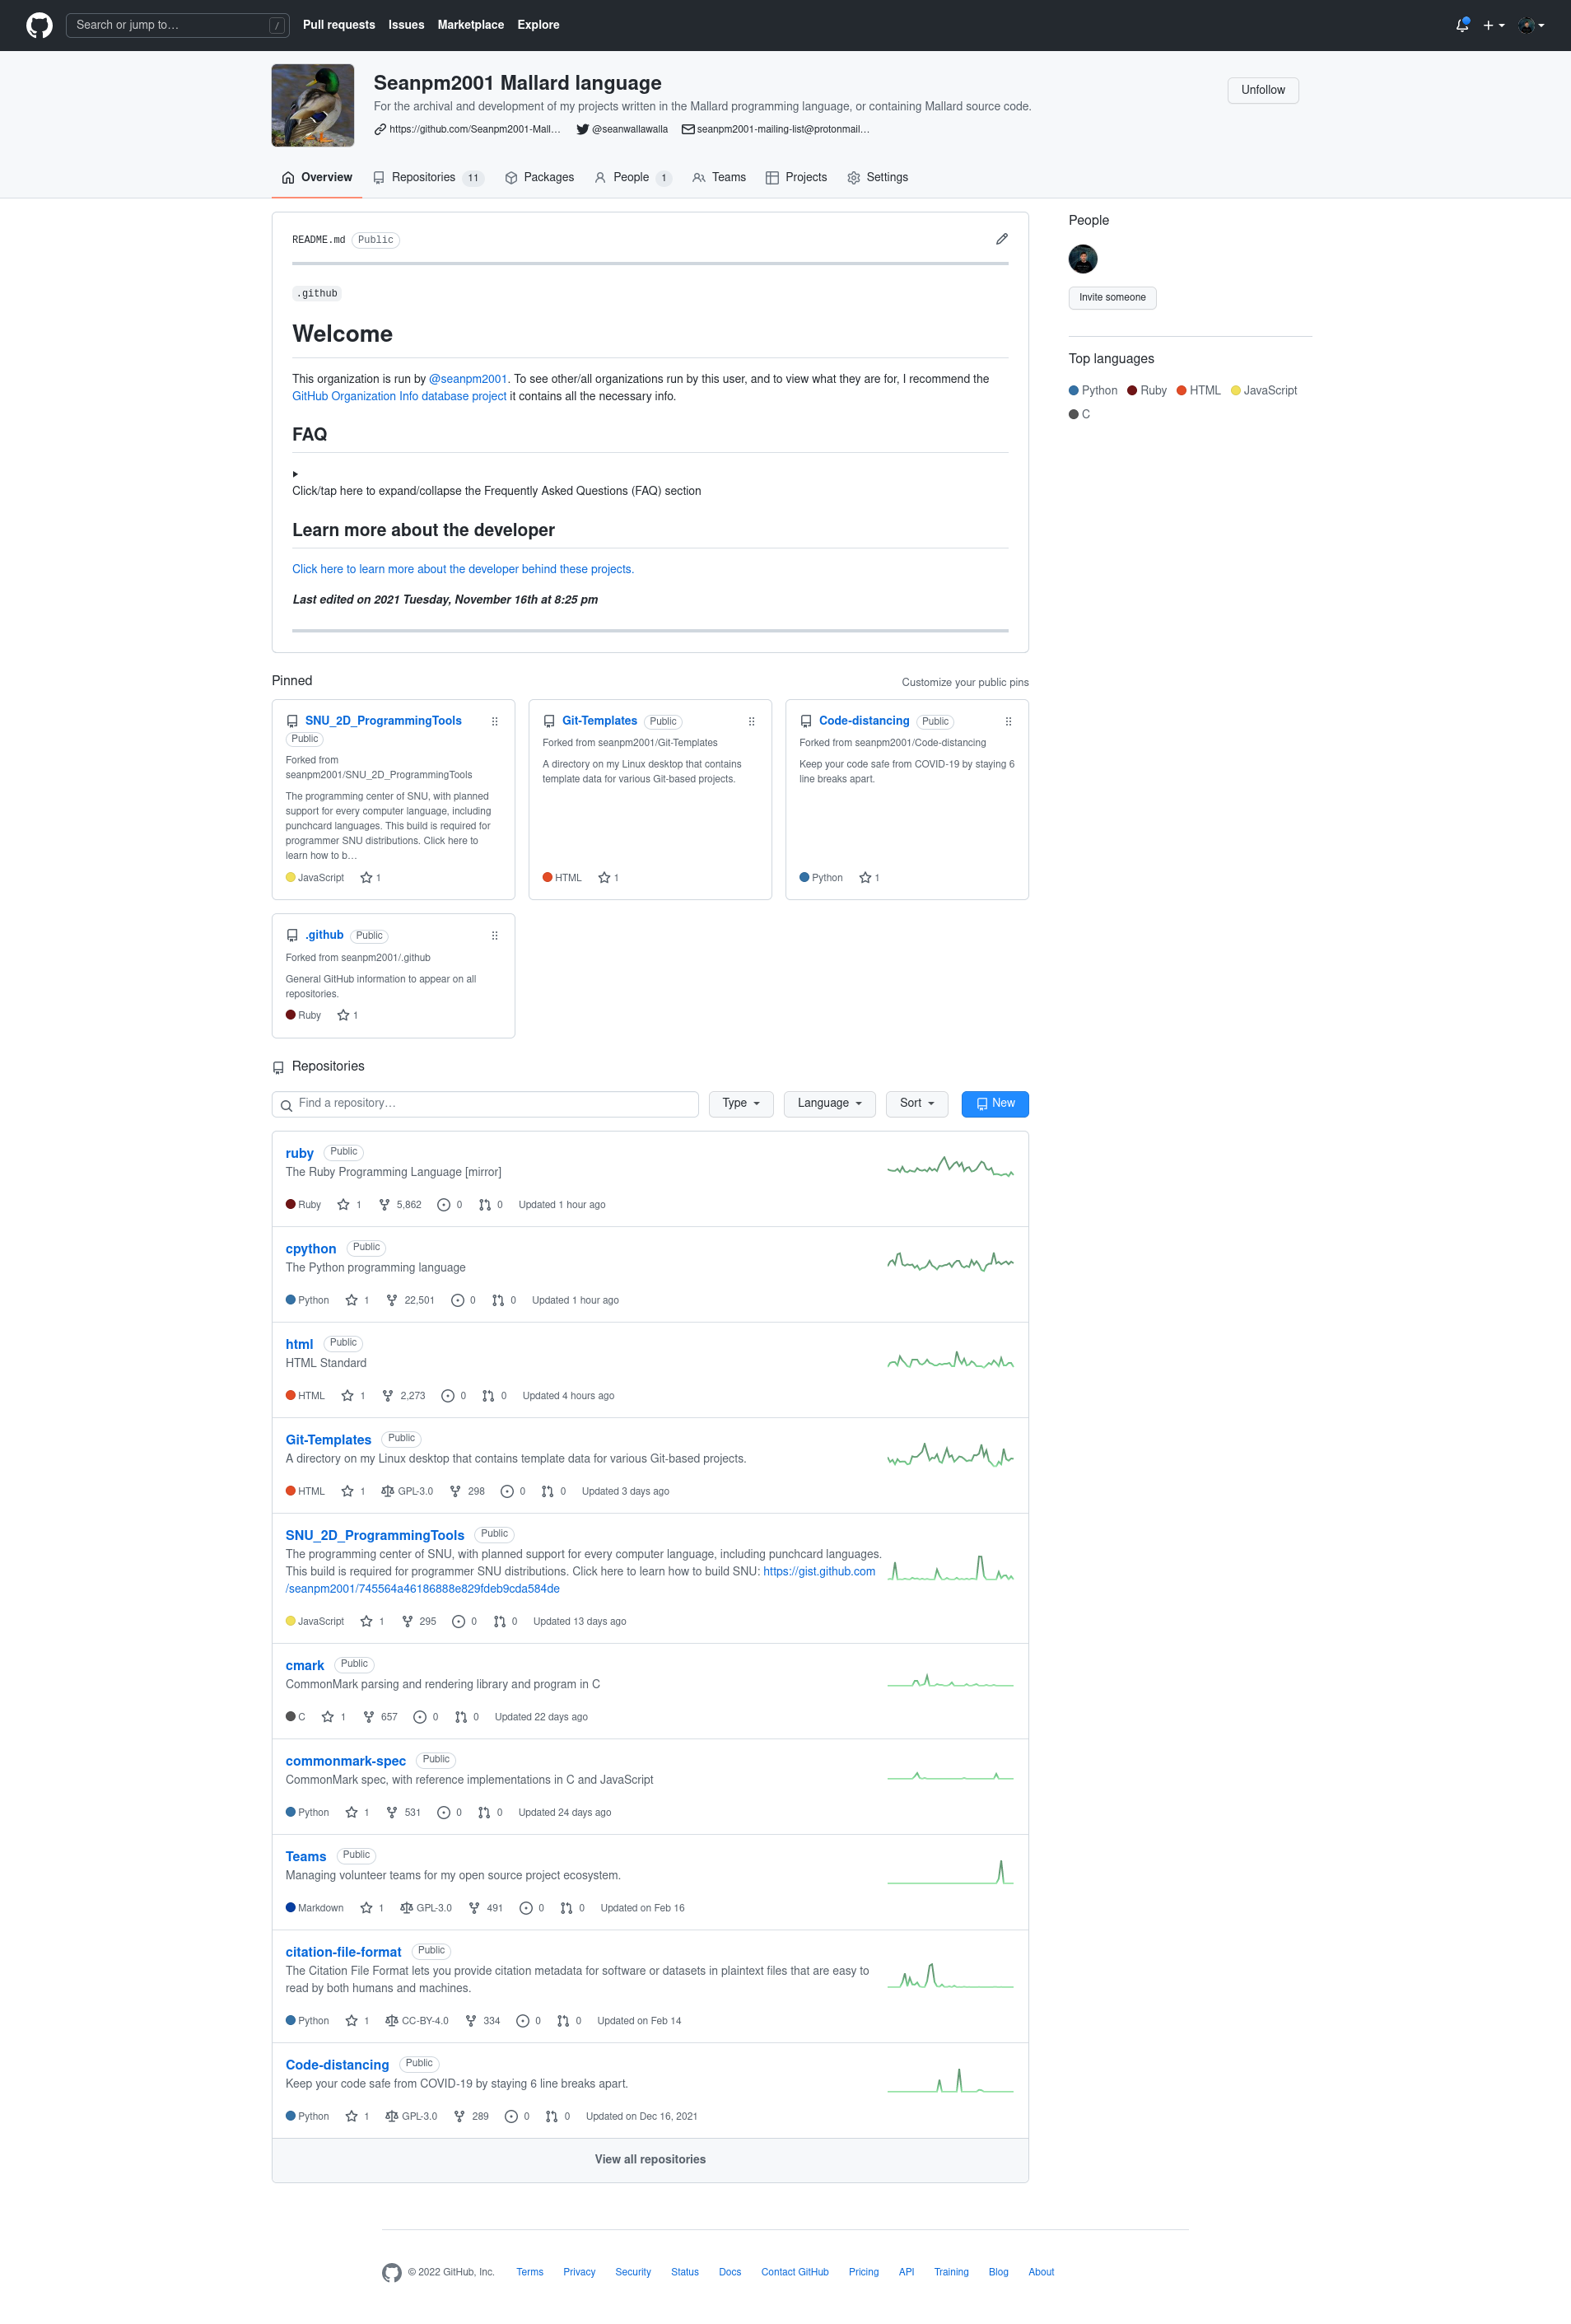 Search or jump to…
/
Pull requests
Issues
Marketplace
Explore
Seanpm2001 Mallard language
For the archival and development of my projects written in the Mallard programming language, or containing Mallard source code.
https://github.com/Seanpm2001-Mall…
@seanwallawalla
seanpm2001-mailing-list@protonmail…
Unfollow
Overview
Repositories 11
Packages
People 1
Teams
Projects
Settings
README.md Public
.github
Welcome
This organization is run by @seanpm2001. To see other/all organizations run by this user, and to view what they are for, I recommend the
GitHub Organization Info database project it contains all the necessary info.
FAQ
Click/tap here to expand/collapse the Frequently Asked Questions (FAQ) section
Learn more about the developer
Click here to learn more about the developer behind these projects.
Last edited on 2021 Tuesday, November 16th at 8:25 pm
People
Invite someone
Top languages
Python Ruby HTML JavaScript
C
Pinned
Customize your public pins
SNU_2D_ProgrammingTools
Public
Forked from
seanpm2001/SNU_2D_ProgrammingTools
The programming center of SNU, with planned
support for every computer language, including
punchcard languages. This build is required for
programmer SNU distributions. Click here to
learn how to b…
JavaScript 1
Git-Templates Public
Forked from seanpm2001/Git-Templates
A directory on my Linux desktop that contains
template data for various Git-based projects.
HTML 1
Code-distancing Public
Forked from seanpm2001/Code-distancing
Keep your code safe from COVID-19 by staying 6
line breaks apart.
Python 1
.github Public
Forked from seanpm2001/.github
General GitHub information to appear on all
repositories.
Ruby 1
Repositories
Find a repository…
Type
Language
Sort
New
ruby Public
The Ruby Programming Language [mirror]
Ruby 1 5,862 0 0 Updated 1 hour ago
cpython Public
The Python programming language
Python 1 22,501 0 0 Updated 1 hour ago
html Public
HTML Standard
HTML 1 2,273 0 0 Updated 4 hours ago
Git-Templates Public
A directory on my Linux desktop that contains template data for various Git-based projects.
HTML 1 GPL-3.0 298 0 0 Updated 3 days ago
SNU_2D_ProgrammingTools Public
The programming center of SNU, with planned support for every computer language, including punchcard languages.
This build is required for programmer SNU distributions. Click here to learn how to build SNU: https://gist.github.com
/seanpm2001/745564a46186888e829fdeb9cda584de
JavaScript 1 295 0 0 Updated 13 days ago
cmark Public
CommonMark parsing and rendering library and program in C
C 1 657 0 0 Updated 22 days ago
commonmark-spec Public
CommonMark spec, with reference implementations in C and JavaScript
Python 1 531 0 0 Updated 24 days ago
Teams Public
Managing volunteer teams for my open source project ecosystem.
Markdown 1 GPL-3.0 491 0 0 Updated on Feb 16
citation-file-format Public
The Citation File Format lets you provide citation metadata for software or datasets in plaintext files that are easy to
read by both humans and machines.
Python 1 CC-BY-4.0 334 0 0 Updated on Feb 14
Code-distancing Public
Keep your code safe from COVID-19 by staying 6 line breaks apart.
Python 1 GPL-3.0 289 0 0 Updated on Dec 16, 2021
View all repositories
© 2022 GitHub, Inc. Terms Privacy Security Status Docs Contact GitHub Pricing API Training Blog About